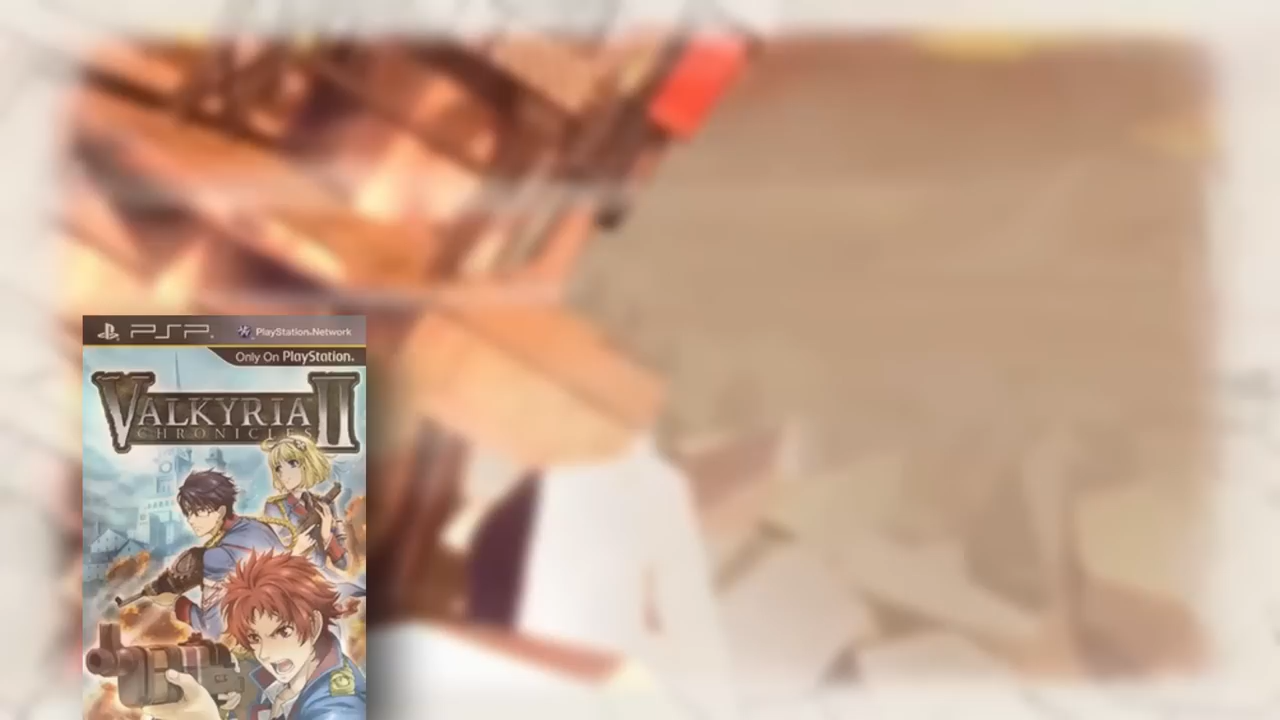 PSP PlayStation®Network
Only On PlayStation®
VALKYRIA II
CHRONICLES